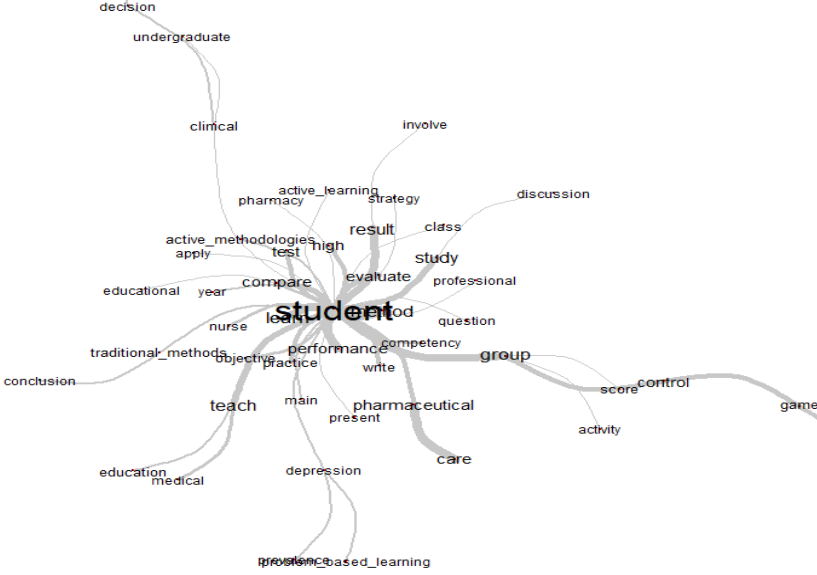 decision
undergraduate
clinical
involve
active_learning
pharmacy
strategy
discussion
result
class
active_methodologies
high
test
apply
study
evaluate
compare
professional
educational
year
student
method
learn
question
nurse
competency
performance
traditional_methods
objective
practice
group
write
conclusion
score
control
main
teach
pharmaceutical
game
present
activity
care
depression
education
medical
prevalence
problem_based_learning